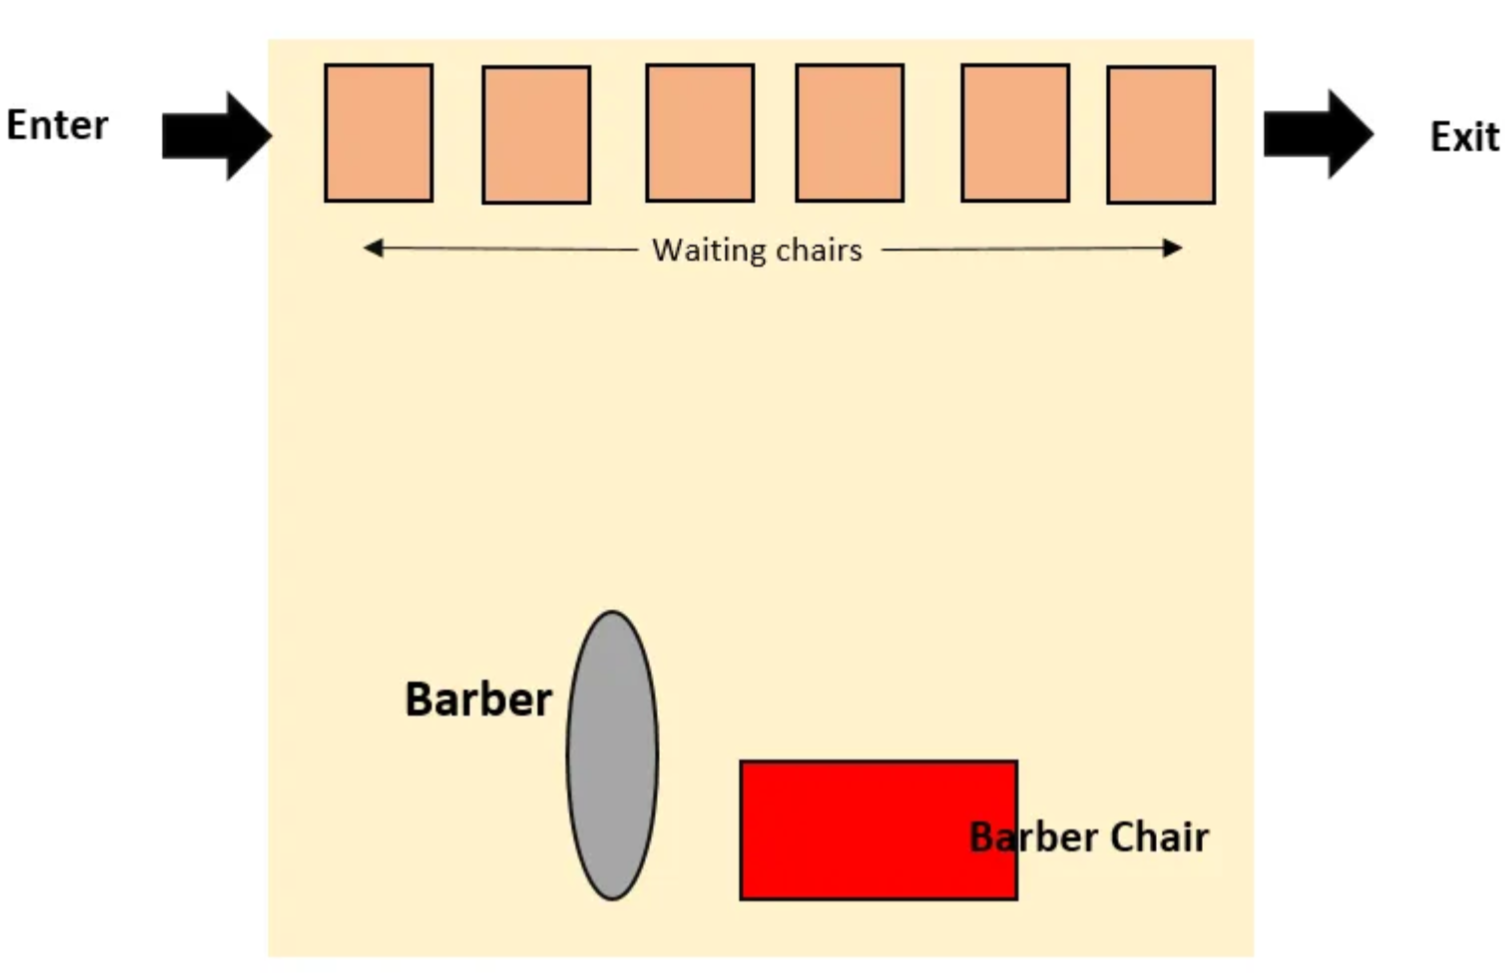 Enter
Exit
Waiting chairs
Barber
Barber Chair